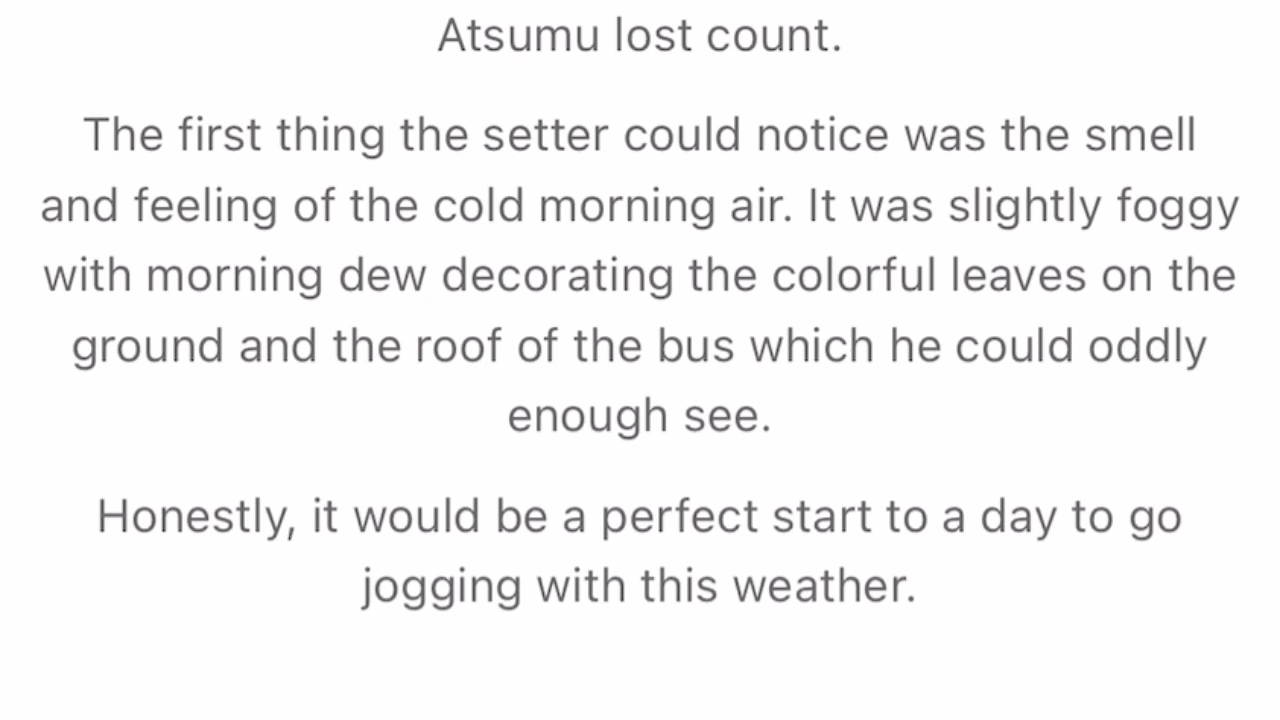 Atsumu lost count.
The first thing the setter could notice was the smell
and feeling of the cold morning air. It was slightly foggy
with morning dew decorating the colorful leaves on the
ground and the roof of the bus which he could oddly
enough see.
Honestly, it would be a perfect start to a day to go
jogging with this weather.